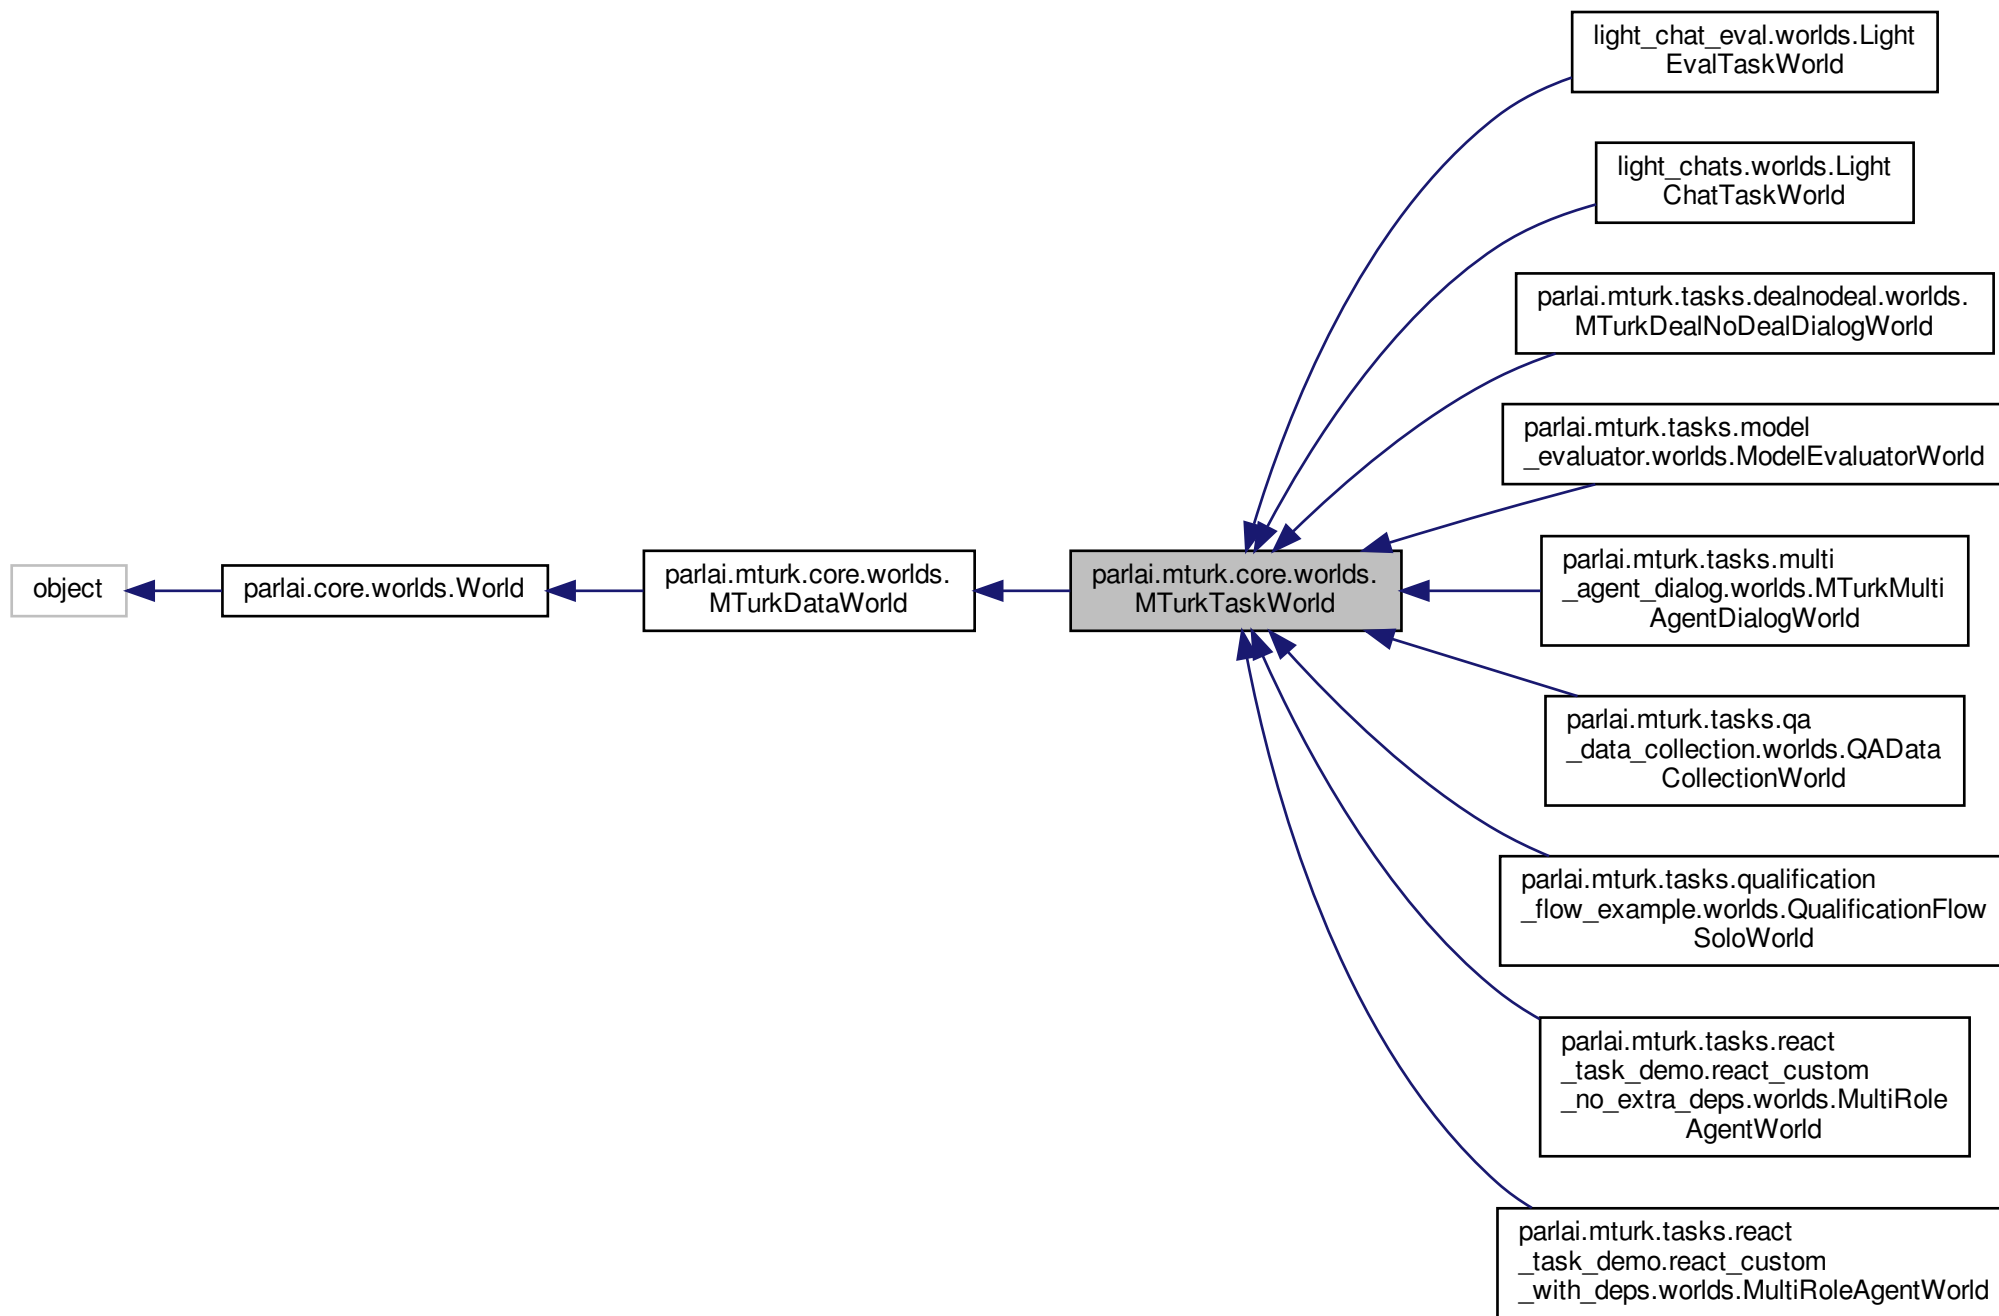 light_chat_eval.worlds.Light
EvalTaskWorld
light_chats.worlds.Light
ChatTaskWorld
parlai.mturk.tasks.dealnodeal.worlds.
MTurkDealNoDealDialogWorld
parlai.mturk.tasks.model
_evaluator.worlds.ModelEvaluatorWorld
object
parlai.core.worlds.World
parlai.mturk.core.worlds.
MTurkDataWorld
parlai.mturk.core.worlds.
MTurkTaskWorld
parlai.mturk.tasks.multi
_agent_dialog.worlds.MTurkMulti
AgentDialogWorld
parlai.mturk.tasks.qa
_data_collection.worlds.QAData
CollectionWorld
parlai.mturk.tasks.qualification
_flow_example.worlds.QualificationFlow
SoloWorld
parlai.mturk.tasks.react
_task_demo.react_custom
_no_extra_deps.worlds.MultiRole
AgentWorld
parlai.mturk.tasks.react
_task_demo.react_custom
_with_deps.worlds.MultiRoleAgentWorld